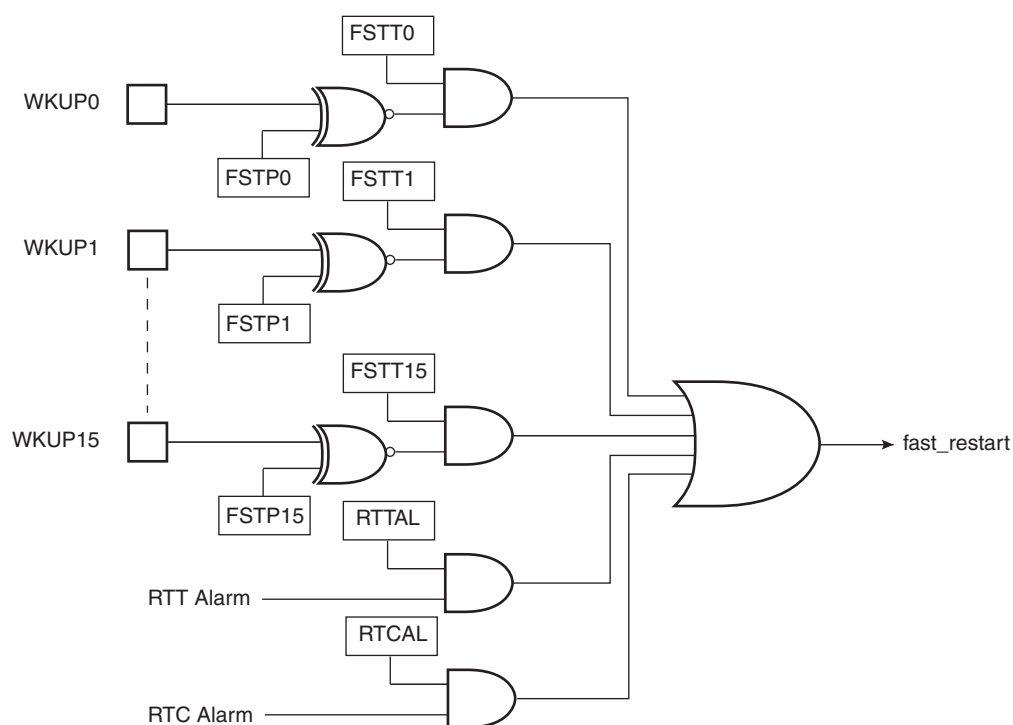 FSTT0
WKUP0
FSTP0
FSTT1
WKUP1
FSTP1
FSTT15
WKUP15
fast_restart
FSTP15
RTTAL
RTT Alarm
RTCAL
RTC Alarm